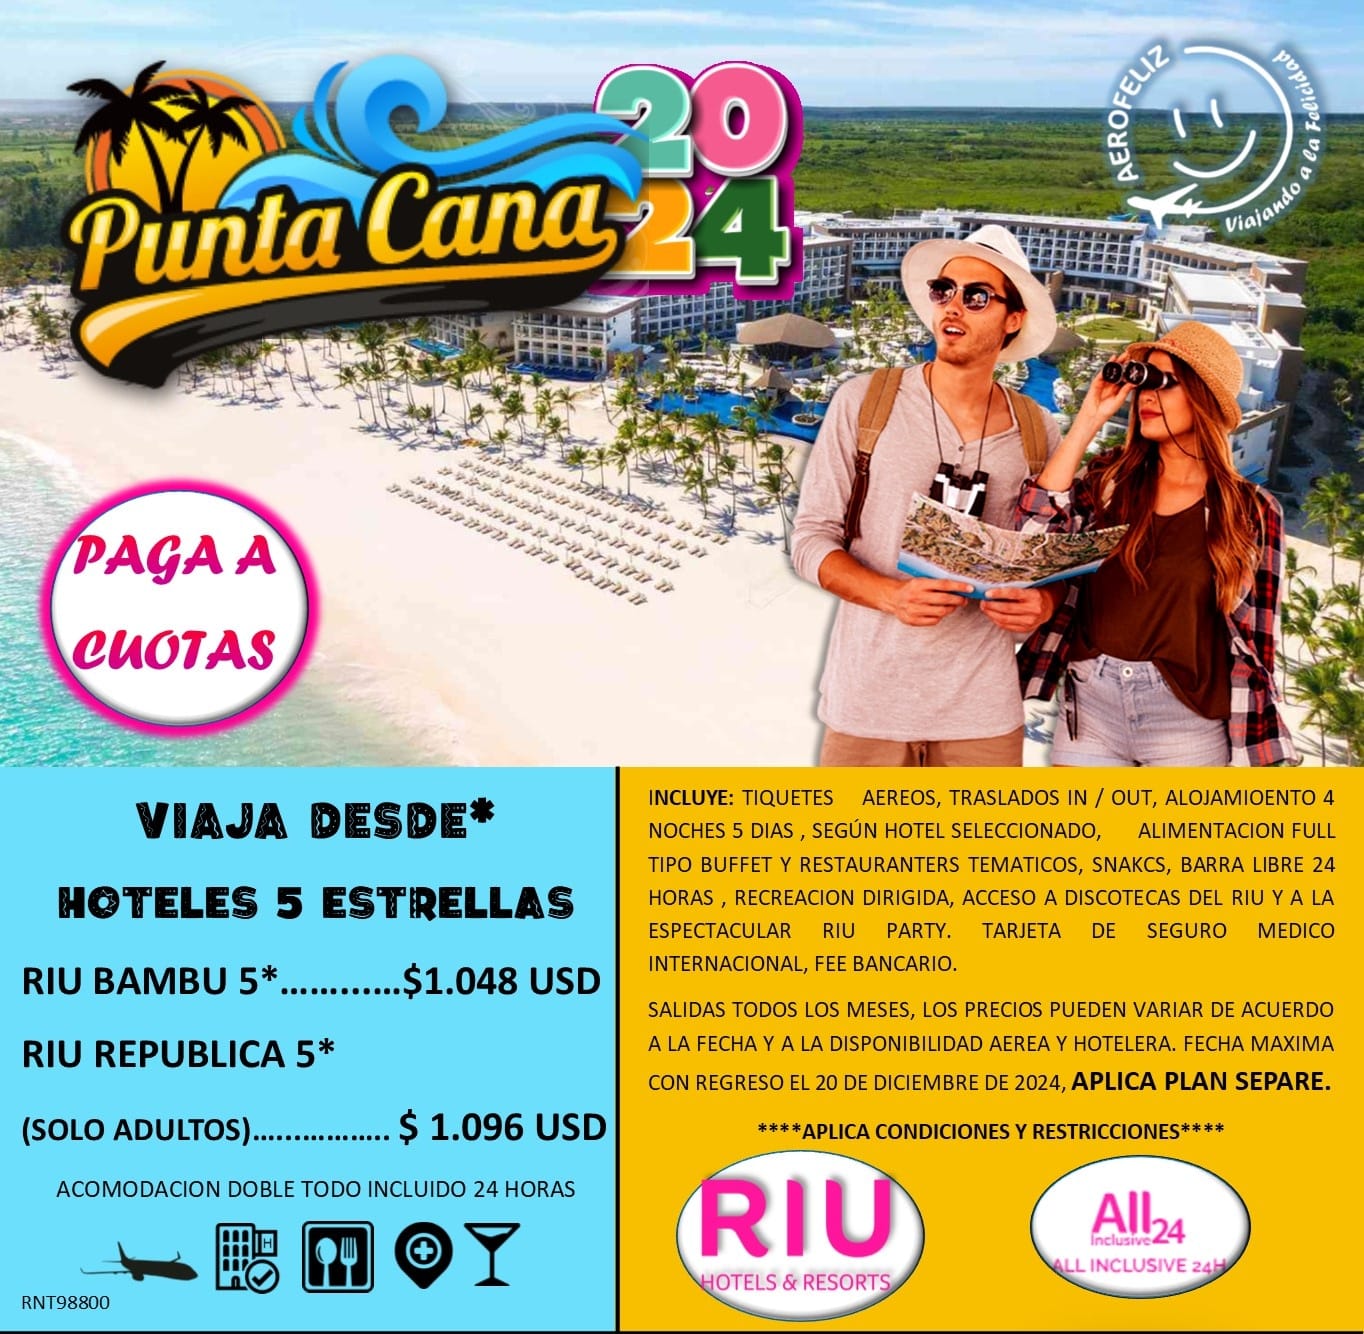 Punta Cana
20
24
AEROFELIZ
Viajando a la Felicidad
PAGA A
CUOTAS
VIAJA DESDE*
HOTELES 5 ESTRELLAS
RIU BAMBU 5*............$1.048 USD
RIU REPUBLICA 5*
(SOLO ADULTOS)............... $ 1.096 USD
ACOMODACION DOBLE TODO INCLUIDO 24 HORAS
H
RNT98800
INCLUYE: TIQUETES AEREOS, TRASLADOS IN / OUT, ALOJAMIOENTO 4
NOCHES 5 DIAS , SEGÚN HOTEL SELECCIONADO, ALIMENTACION FULL
TIPO BUFFET Y RESTAURANTERS TEMATICOS, SNAKCS, BARRA LIBRE 24
HORAS , RECREACION DIRIGIDA, ACCESO A DISCOTECAS DEL RIU Y A LA
ESPECTACULAR RIU PARTY. TARJETA DE SEGURO MEDICO
INTERNACIONAL, FEE BANCARIO.
SALIDAS TODOS LOS MESES, LOS PRECIOS PUEDEN VARIAR DE ACUERDO
A LA FECHA Y A LA DISPONIBILIDAD AEREA Y HOTELERA. FECHA MAXIMA
CON REGRESO EL 20 DE DICIEMBRE DE 2024, APLICA PLAN SEPARE.
****APLICA CONDICIONES Y RESTRICCIONES****
RIU
HOTELS & RESORTS
All
Inclusive24
ALL INCLUSIVE 24H